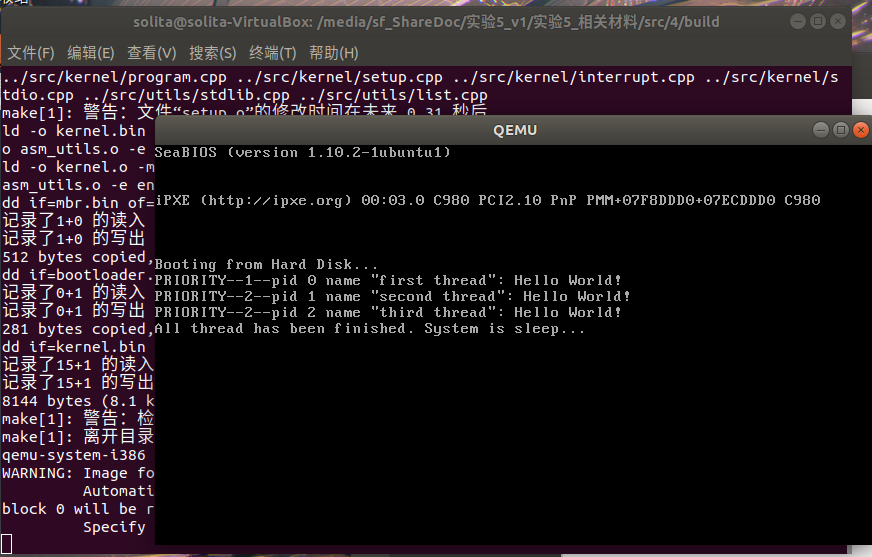 solita@solita-VirtualBox: /media/sf_ShareDoc/实验5_v1/实验5_相关材料/src/4/build
文件(F) 编辑(E) 查看(V) 搜索(S) 终端(T) 帮助(H)
../src/kernel/program.cpp ../src/kernel/setup.cpp ../src/kernel/interrupt.cpp ../src/kernel/s
tdio.cpp ../src/utils/stdlib.cpp ../src/utils/list.cpp
make[1]: 警告：文件“setup.o”的修改时间在未来 0.31 秒后
ld -o kernel.bin
o asm_utils.o -e
ld -o kernel.o -m
asm_utils.o -e en
dd if=mbr.bin of=
记录了1+0 的读入
记录了1+0 的写出
512 bytes copied,
dd if=bootloader.
记录了0+1 的读入
记录了0+1 的写出
281 bytes copied,
dd if=kernel.bin
记录了15+1 的读入
记录了15+1 的写出
8144 bytes (8.1 k
make[1]: 警告：检
make[1]: 离开目录
qemu-system-i386
WARNING: Image fo
Automati
block 0 will be r
Specify
QEMU
SeaBIOS (version 1.10.2-1ubuntu1)
iPXE (http://ipxe.org) 00:03.0 C980 PCI2.10 PnP PMM+07F8DDD0+07ECDDD0 C980
Booting from Hard Disk...
PRIORITY--1--pid 0 name "first thread": Hello World!
PRIORITY--2--pid 1 name "second thread": Hello World!
PRIORITY--2--pid 2 name "third thread": Hello World!
All thread has been finished. System is sleep...